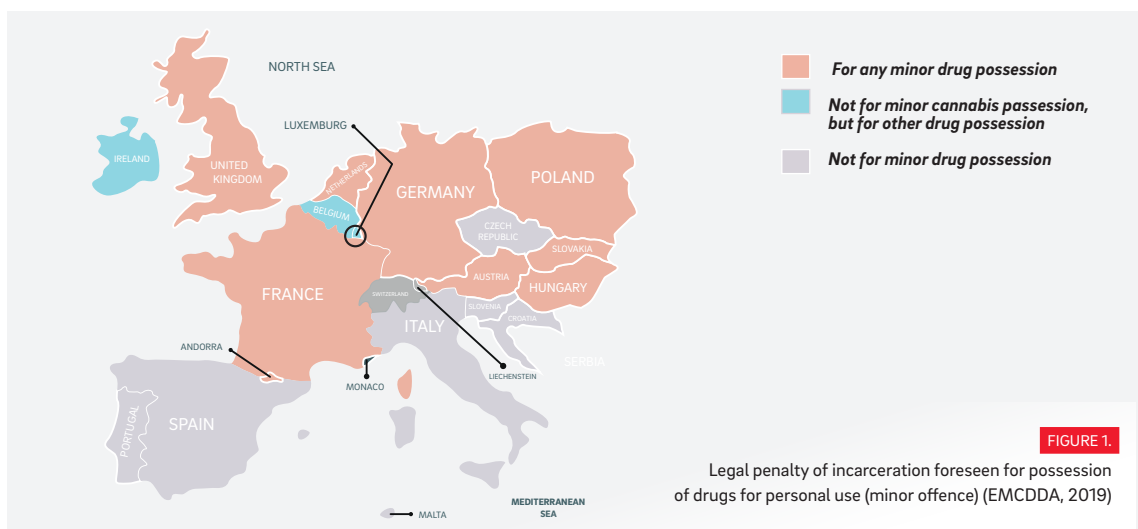 NORTH SEA
LUXEMBURG
IRELAND
UNITED
KINGDOM
NETHERLANDS
BELGIUM
GERMANY
POLAND
CZECH
REPUBLIC
SLOVAKIA
AUSTRIA
HUNGARY
FRANCE
SWITZERLAND
SLOVENIA
CROATIA
ITALY
SERBIA
ANDORRA
MONACO
LIECHENSTEIN
PORTUGAL
SPAIN
MEDITERRANEAN
SEA
MALTA
For any minor drug possession
Not for minor cannabis passession,
but for other drug possession
Not for minor drug possession
FIGURE 1.
Legal penalty of incarceration foreseen for possession
of drugs for personal use (minor offence) (EMCDDA, 2019)